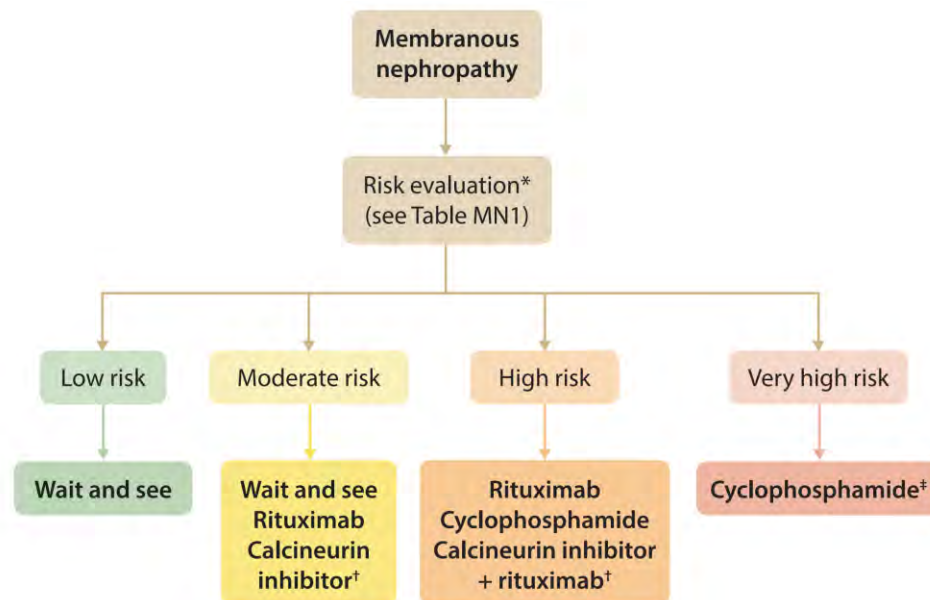 Membranous
nephropathy
Risk evaluation*
(see Table MN1)
Low risk
Moderate risk
High risk
Very high risk
Wait and see
Wait and see
Rituximab
Calcineurin
inhibitor†
Rituximab
Cyclophosphamide
Calcineurin inhibitor
+ rituximab†
Cyclophosphamide‡